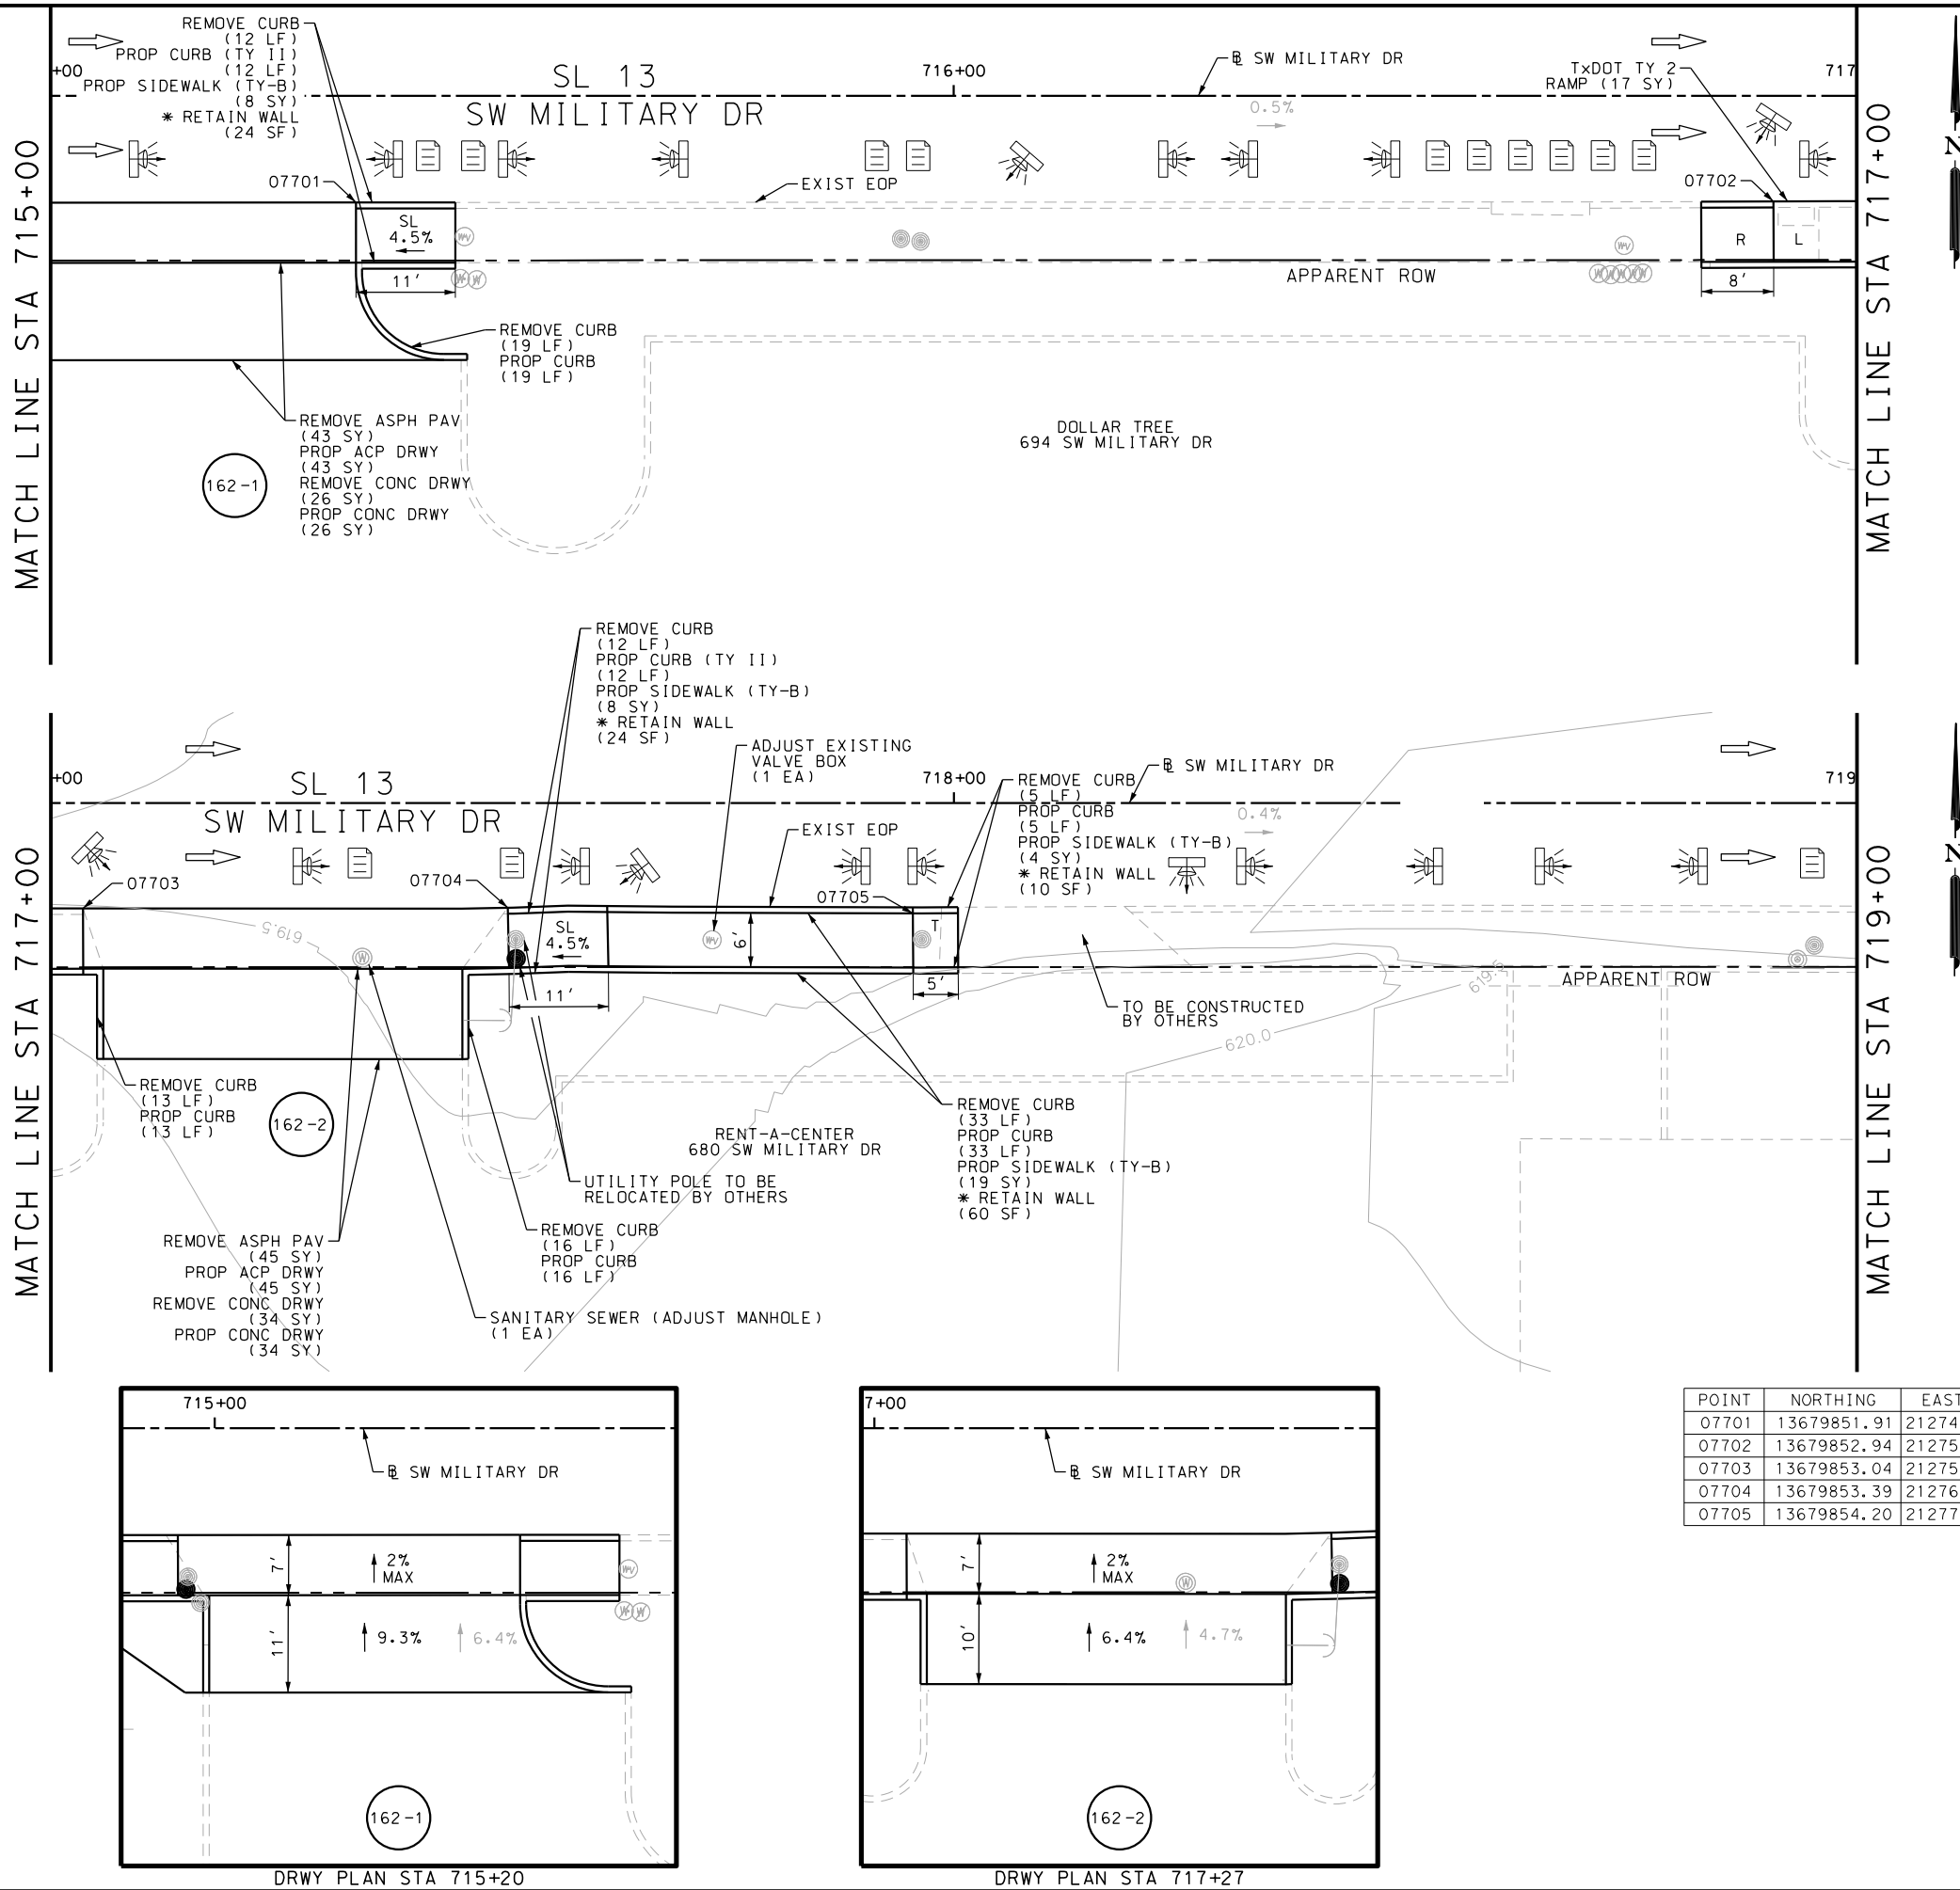 REMOVE CURB
(12 LF)
PROP CURB (TY II)
(12 LF)
PROP SIDEWALK (TY-B)
(8 SY)
* RETAIN WALL
(24 SF)
+00
SL 13
SW MILITARY DR
716+00
℄ SW MILITARY DR
0.5%
TxDOT TY 2
RAMP (17 SY)
717
MATCH LINE STA 715+00
MATCH LINE STA 717+00
N
07701
EXIST EOP
07702
SL
4.5%
WV
WV
R
L
11'
W W
APPARENT ROW
W W W W W
8'
REMOVE CURB
(19 LF)
PROP CURB
(19 LF)
REMOVE ASPH PAV
(43 SY)
PROP ACP DRWY
(43 SY)
REMOVE CONC DRWY
(26 SY)
PROP CONC DRWY
(26 SY)
162-1
DOLLAR TREE
694 SW MILITARY DR
REMOVE CURB
(12 LF)
PROP CURB (TY II)
(12 LF)
PROP SIDEWALK (TY-B)
(8 SY)
* RETAIN WALL
(24 SF)
ADJUST EXISTING
VALVE BOX
(1 EA)
+00
SL 13
SW MILITARY DR
718+00
REMOVE CURB
(5 LF)
PROP CURB
(5 LF)
PROP SIDEWALK (TY-B)
(4 SY)
* RETAIN WALL
(10 SF)
℄ SW MILITARY DR
0.4%
719
MATCH LINE STA 717+00
MATCH LINE STA 719+00
N
EXIST EOP
07703
07704
07705
619.5
W
SL
4.5%
WV
6'
T
11'
5'
619.5
APPARENT ROW
TO BE CONSTRUCTED
BY OTHERS
620.0
REMOVE CURB
(13 LF)
PROP CURB
(13 LF)
162-2
RENT-A-CENTER
680 SW MILITARY DR
REMOVE CURB
(33 LF)
PROP CURB
(33 LF)
PROP SIDEWALK (TY-B)
(19 SY)
* RETAIN WALL
(60 SF)
UTILITY POLE TO BE
RELOCATED BY OTHERS
REMOVE CURB
(16 LF)
PROP CURB
(16 LF)
REMOVE ASPH PAV
(45 SY)
PROP ACP DRWY
(45 SY)
REMOVE CONC DRWY
(34 SY)
PROP CONC DRWY
(34 SY)
SANITARY SEWER (ADJUST MANHOLE)
(1 EA)
715+00
℄ SW MILITARY DR
7'
2%
MAX
WV
W W
11'
9.3%
6.4%
162-1
DRWY PLAN STA 715+20
7+00
℄ SW MILITARY DR
7'
2%
MAX
W
10'
6.4%
4.7%
162-2
DRWY PLAN STA 717+27
POINT NORTHING EAST
07701 13679851.91 21274
07702 13679852.94 21275
07703 13679853.04 21275
07704 13679853.39 21276
07705 13679854.20 21277